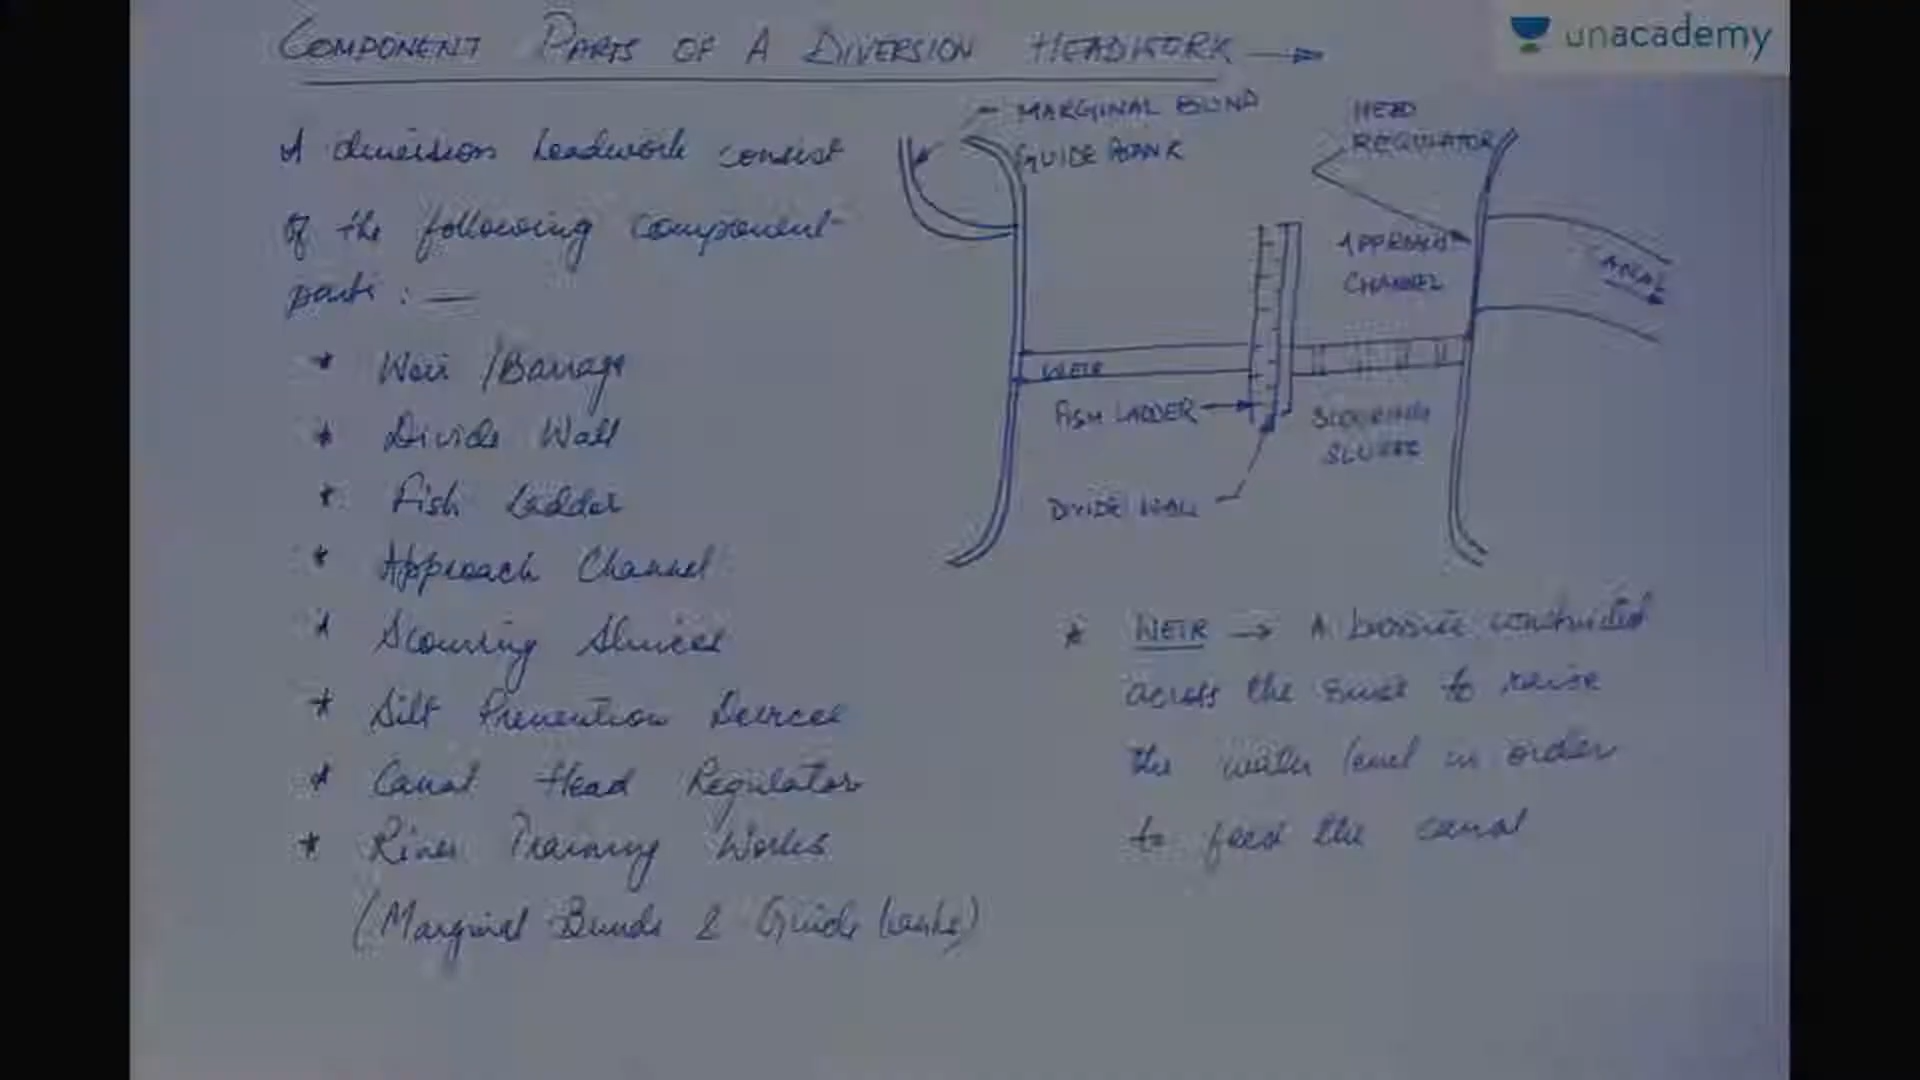 COMPONENT PARTS OF A DIVERSION HEADWORK
unacademy
A diversion headwork consist
of the following component
parts : —
* Weir / Barrage
* Divide Wall
* Fish Ladder
* Approach Channel
* Scouring Sluices
* Silt Prevention Devices
* Canal Head Regulator
* River Training Works
(Marginal Bunds & Guide banks)
MARGINAL BUND
GUIDE BANK
HEAD
REGULATOR
APPROACH
CHANNEL
CANAL
WEIR
FISH LADDER
SCOURING
SLUICE
DIVIDE WALL
* WEIR → A barrier constructed
across the river to raise
the water level in order
to feed the canal